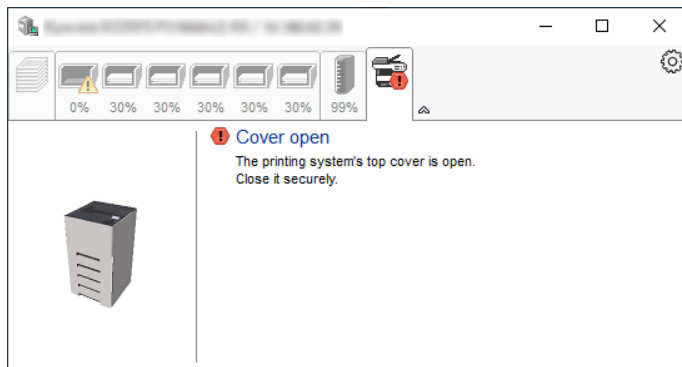 0% 30% 30% 30% 30% 30% 99%
Cover open
The printing system's top cover is open.
Close it securely.